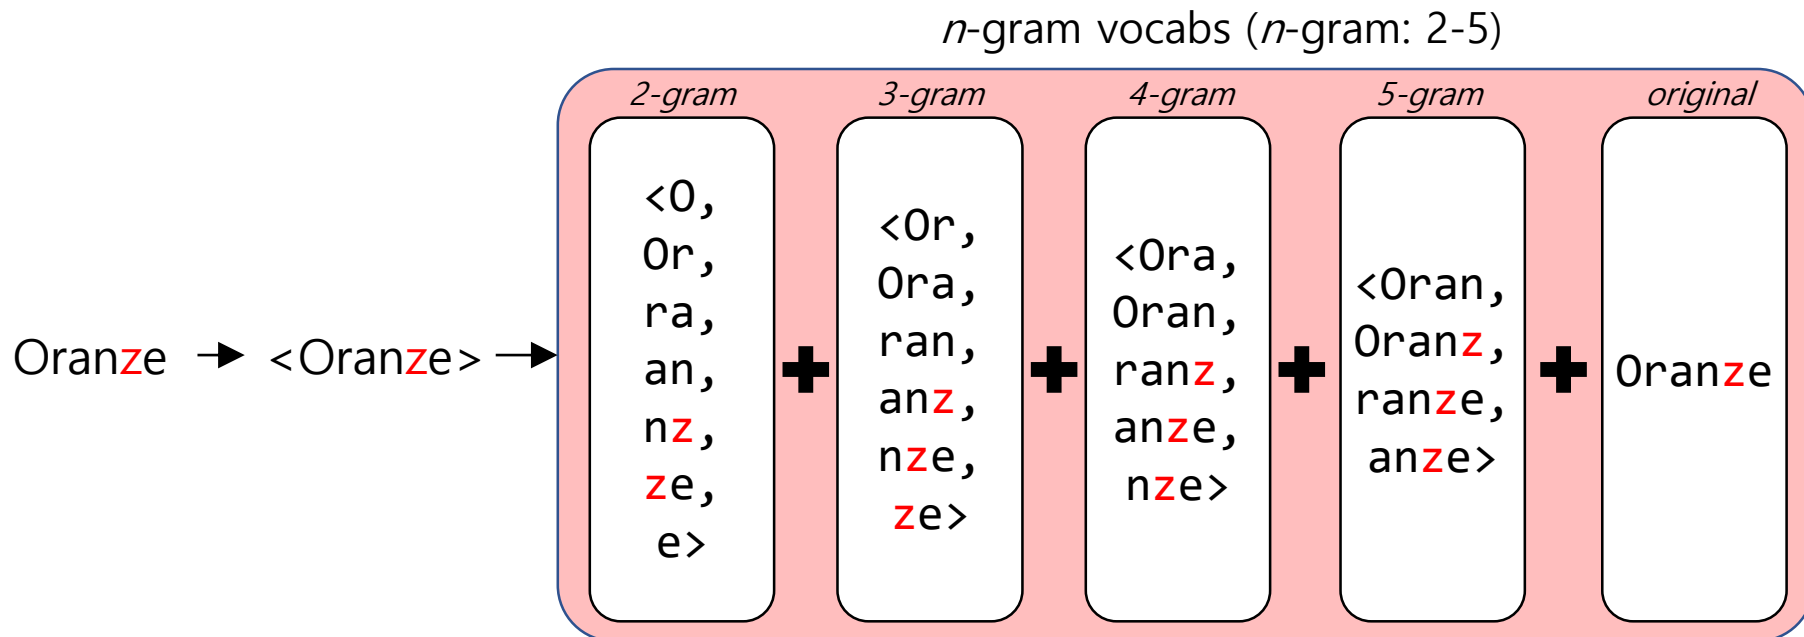 n-gram vocabs (n-gram: 2-5)
Oranze
<Oranze>
2-gram
<O,
Or,
ra,
an,
nz,
ze,
e>
3-gram
<Or,
Ora,
ran,
anz,
nze,
ze>
4-gram
<Ora,
Oran,
ranz,
anze,
nze>
5-gram
<Oran,
Oranz,
ranze,
anze>
original
Oranze